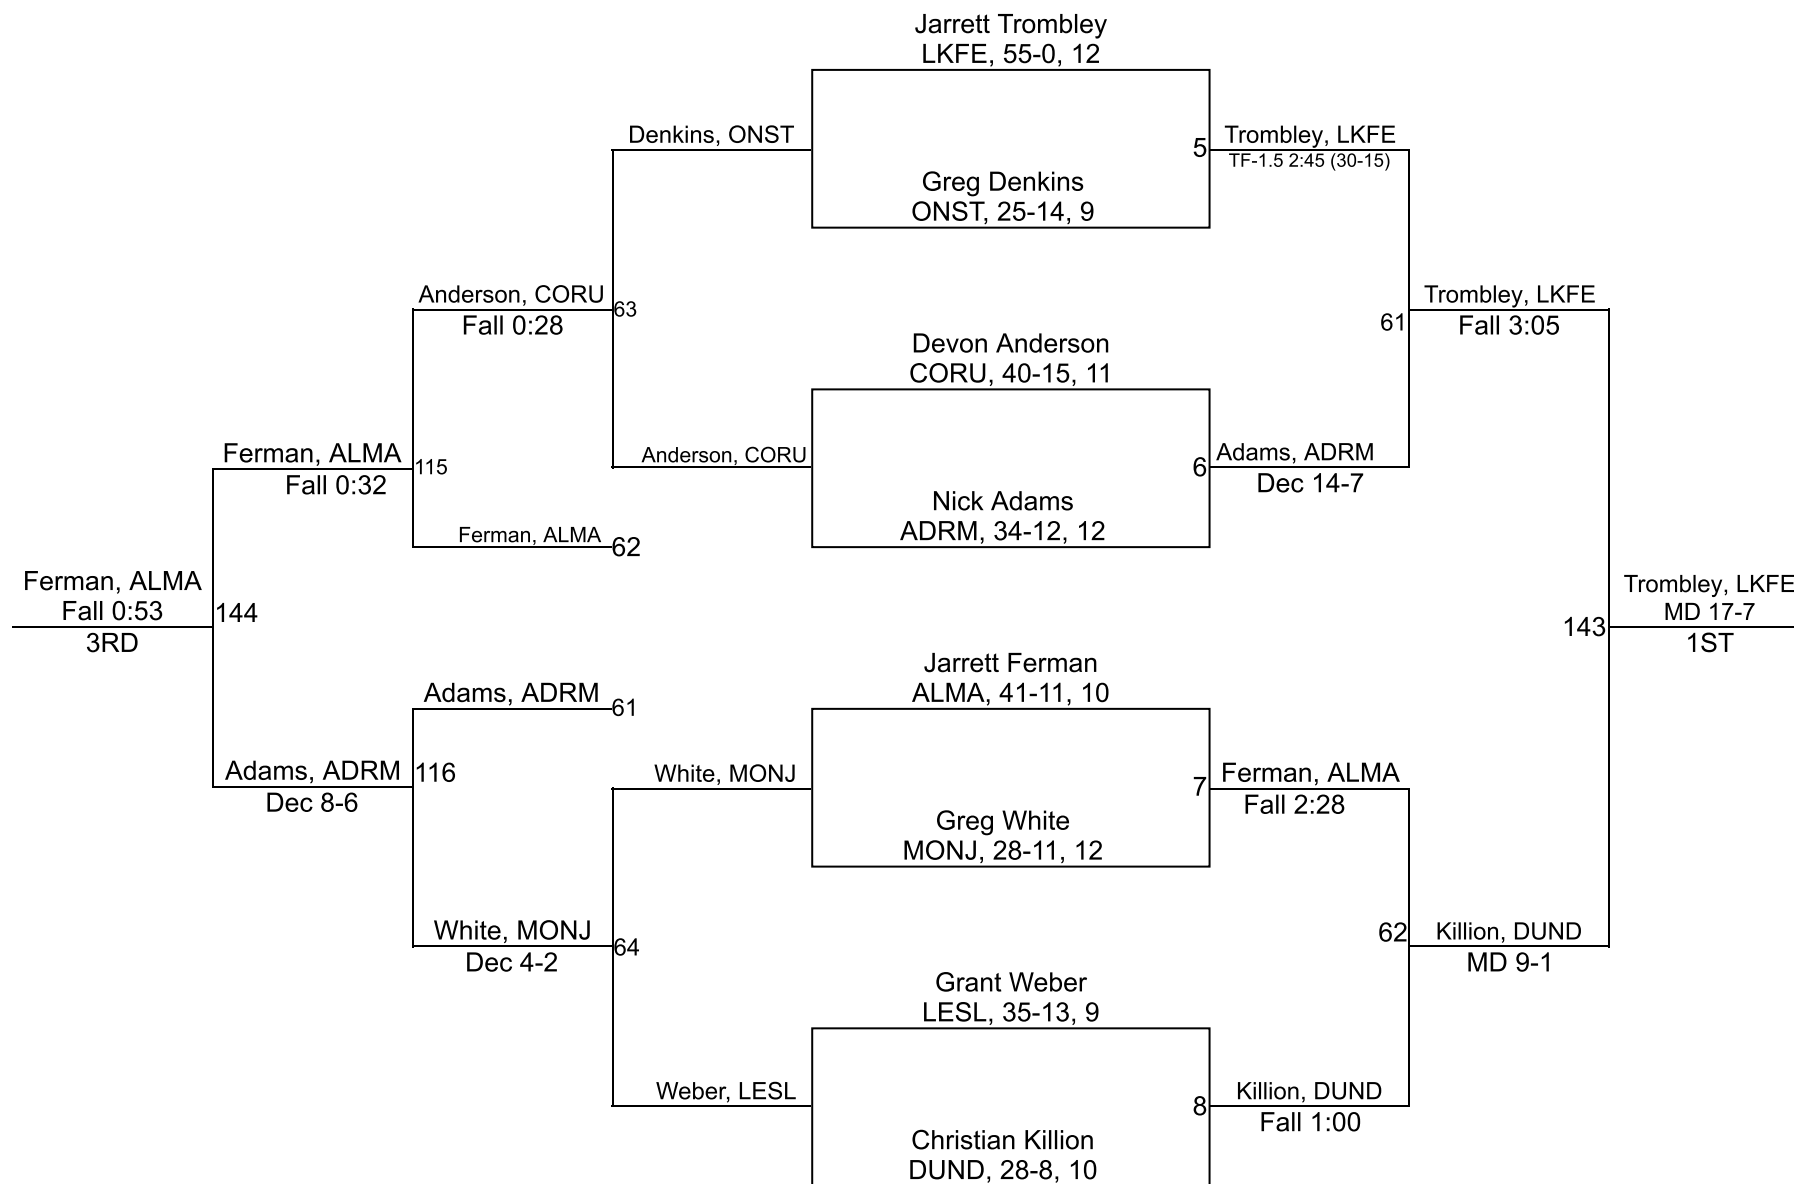 Jarrett Trombley
LKFE, 55-0, 12
Denkins, ONST
5
Trombley, LKFE
TF-1.5 2:45 (30-15)
Greg Denkins
ONST, 25-14, 9
Anderson, CORU
63
Fall 0:28
Trombley, LKFE
61
Fall 3:05
Devon Anderson
CORU, 40-15, 11
Ferman, ALMA
115
Fall 0:32
Anderson, CORU
6
Adams, ADRM
Dec 14-7
Nick Adams
ADRM, 34-12, 12
Ferman, ALMA
62
Ferman, ALMA
Fall 0:53
144
3RD
Trombley, LKFE
MD 17-7
143
1ST
Jarrett Ferman
ALMA, 41-11, 10
Adams, ADRM
61
Adams, ADRM
116
Dec 8-6
White, MONJ
7
Ferman, ALMA
Fall 2:28
Greg White
MONJ, 28-11, 12
White, MONJ
64
Dec 4-2
62
Killion, DUND
MD 9-1
Grant Weber
LESL, 35-13, 9
Weber, LESL
8
Killion, DUND
Fall 1:00
Christian Killion
DUND, 28-8, 10